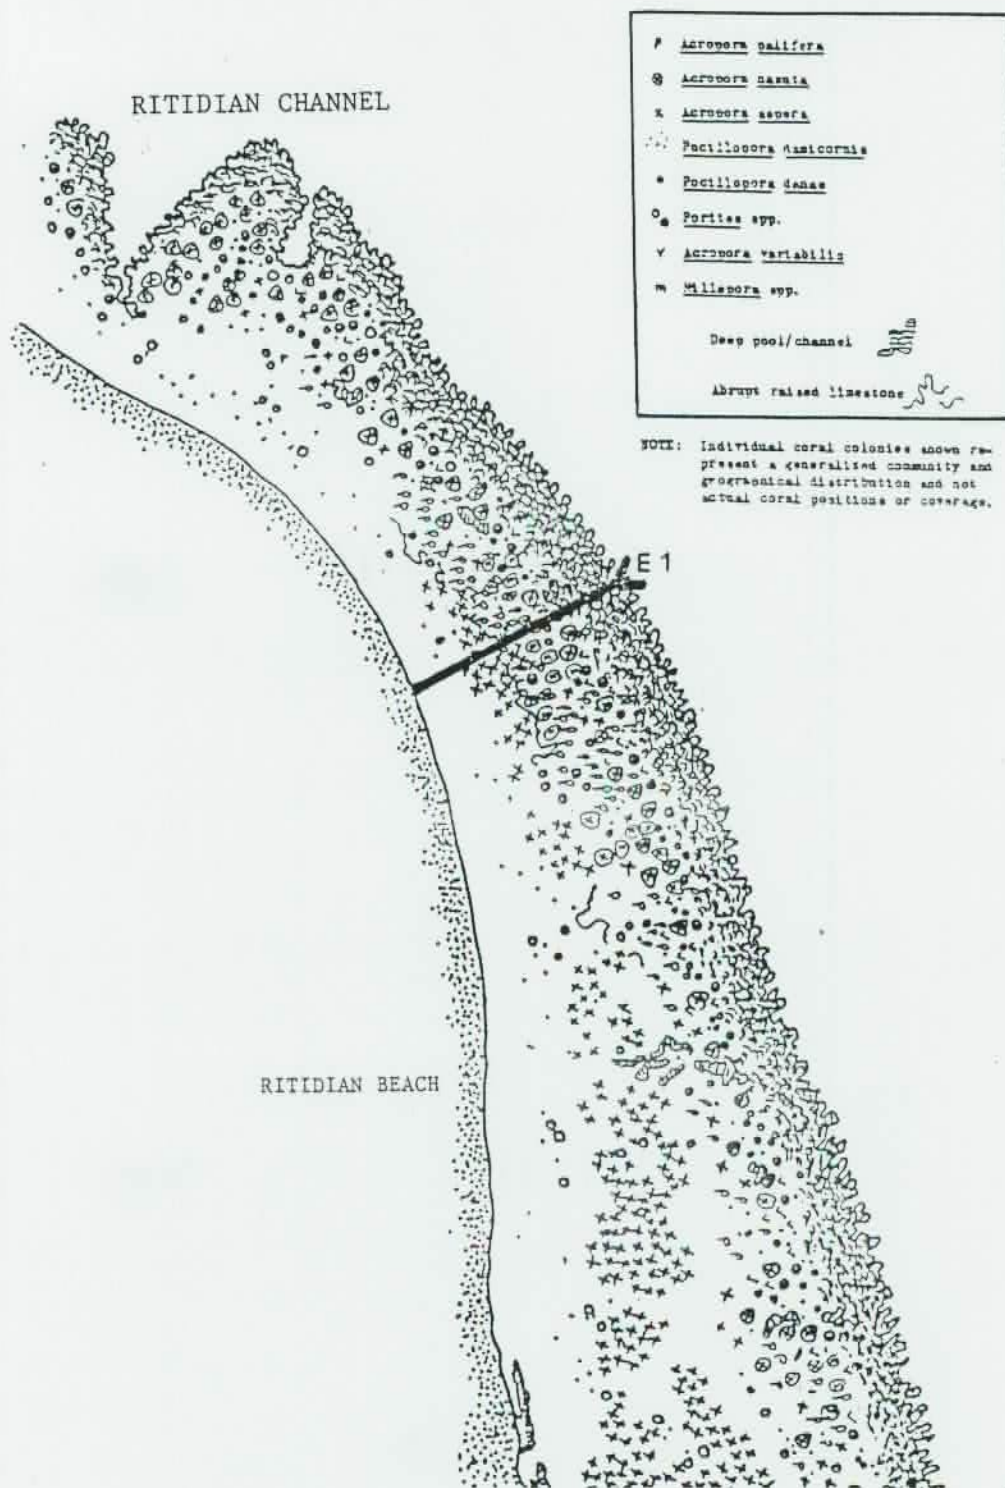 Acropora palifera
Acropora nasuta
Acropora aspera
Pocillopora damicornis
Pocillopora danae
Porites spp.
Acropora variabilis
Millepora spp.
Deep pool/channel
Abrupt raised limestone
NOTE: Individual coral colonies shown re-
present a generalized community and
geographical distribution and not
actual coral positions or coverage.
RITIDIAN CHANNEL
E 1
RITIDIAN BEACH